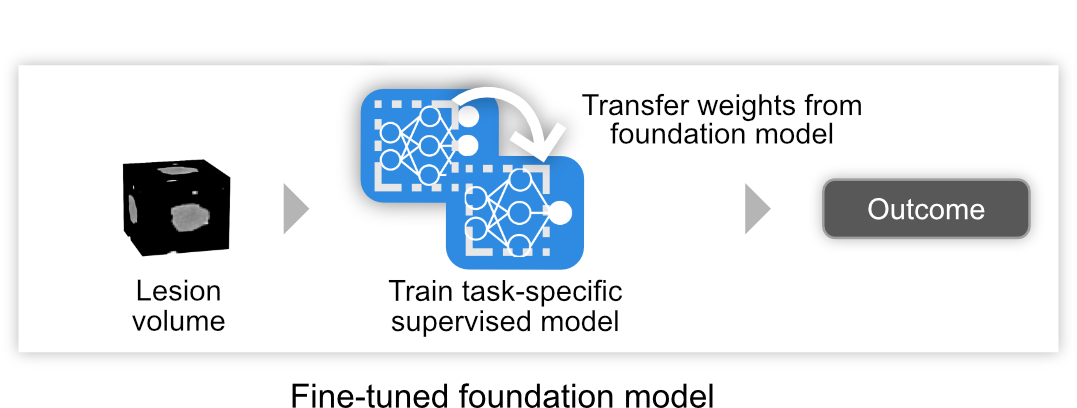 Transfer weights from
foundation model
Outcome
Lesion
volume
Train task-specific
supervised model
Fine-tuned foundation model